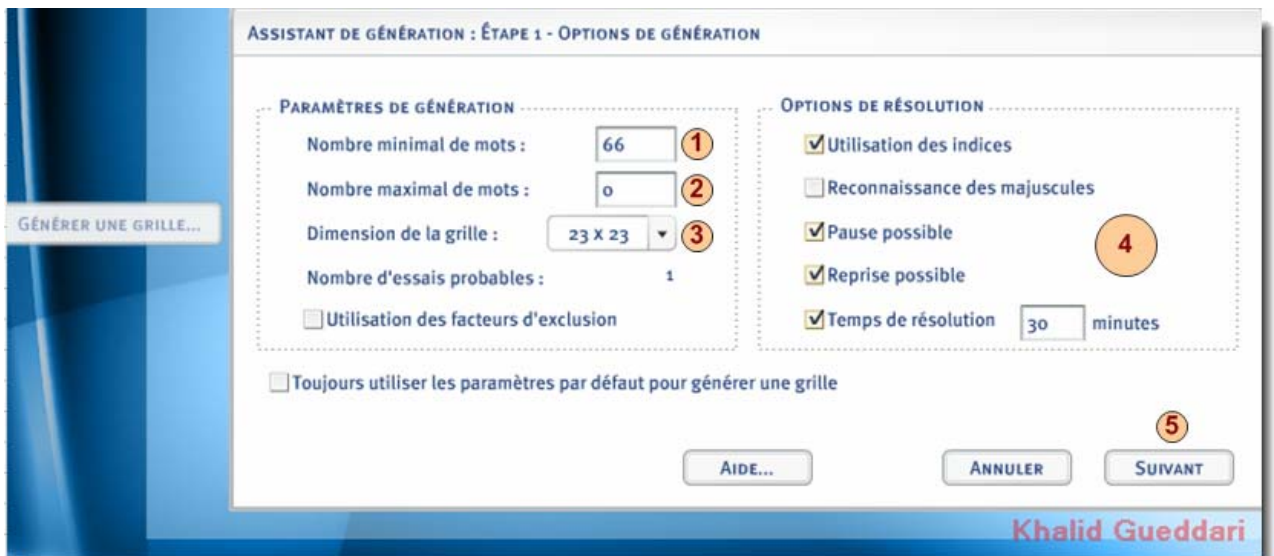 ASSISTANT DE GÉNÉRATION : ÉTAPE 1 - OPTIONS DE GÉNÉRATION
PARAMÈTRES DE GÉNÉRATION
Nombre minimal de mots : 66 1
Nombre maximal de mots : 0 2
Dimension de la grille : 23 X 23 3
Nombre d'essais probables : 1
Utilisation des facteurs d'exclusion
OPTIONS DE RÉSOLUTION
Utilisation des indices
Reconnaissance des majuscules
Pause possible
Reprise possible
Temps de résolution 30 minutes
4
GÉNÉRER UNE GRILLE...
Toujours utiliser les paramètres par défaut pour générer une grille
5
AIDE... ANNULER SUIVANT
Khalid Gueddari